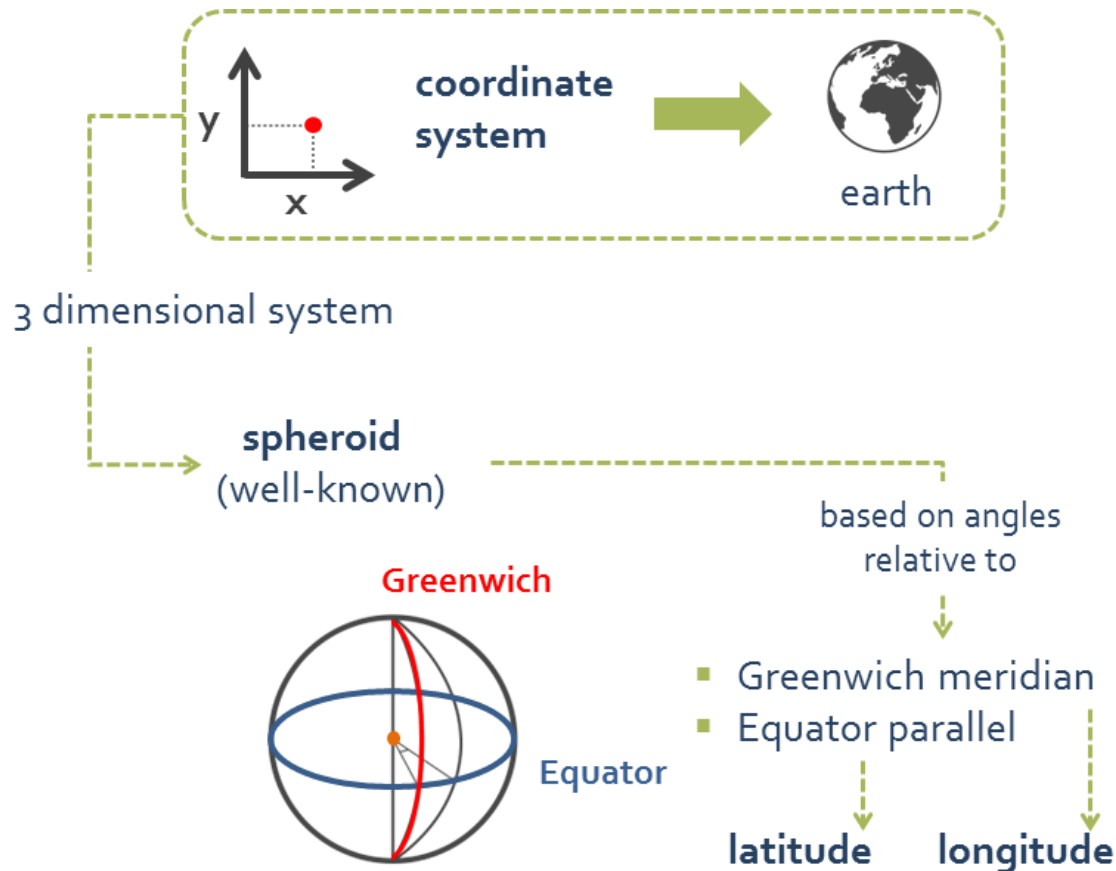 y
x
coordinate
system
earth
3 dimensional system
spheroid
(well-known)
based on angles
relative to
Greenwich
Equator
Greenwich meridian
Equator parallel
latitude
longitude